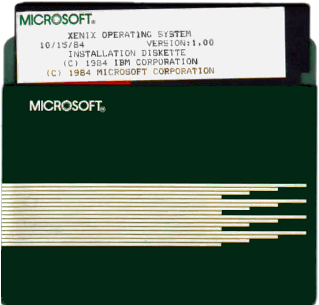 MICROSOFT®
XENIX OPERATING SYSTEM
10/15/84 VERSION:1.00
INSTALLATION DISKETTE
(C) 1984 IBM CORPORATION
(C) 1984 MICROSOFT CORPORATION
MICROSOFT®